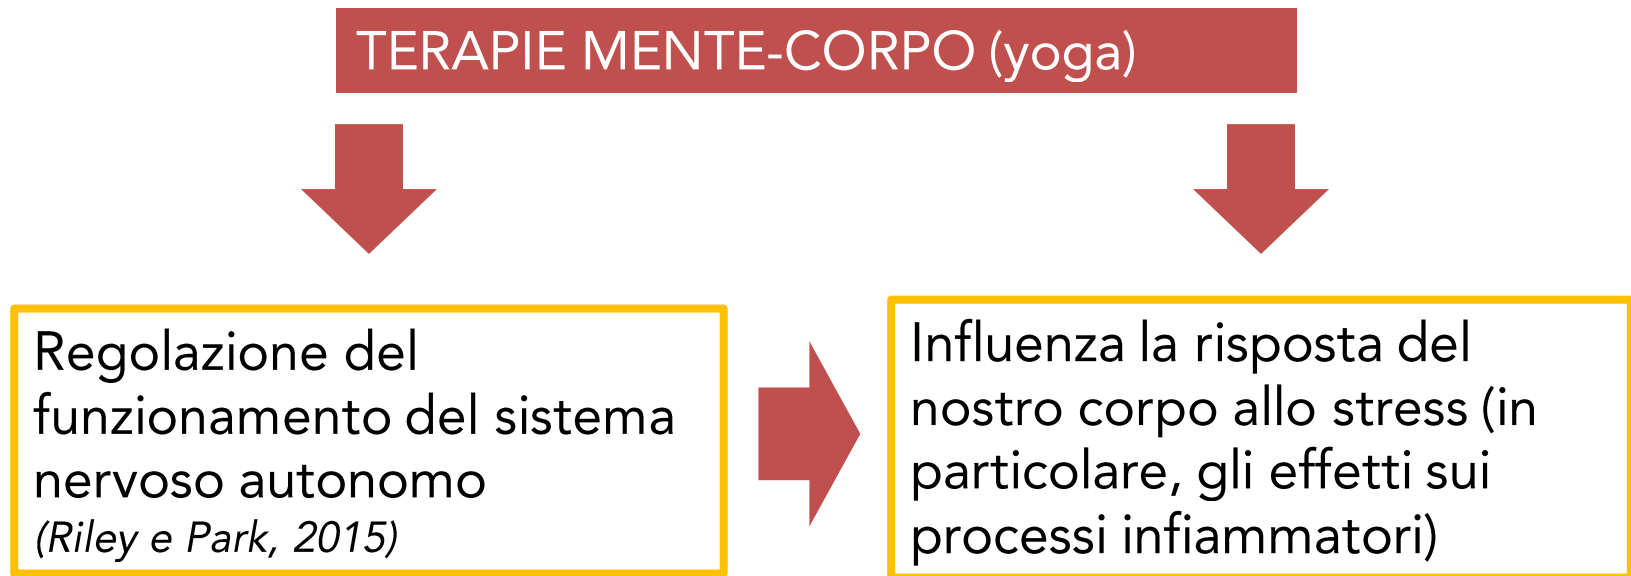 TERAPIE MENTE-CORPO (yoga)
Regolazione del
funzionamento del sistema
nervoso autonomo
(Riley e Park, 2015)
Influenza la risposta del
nostro corpo allo stress (in
particolare, gli effetti sui
processi infiammatori)